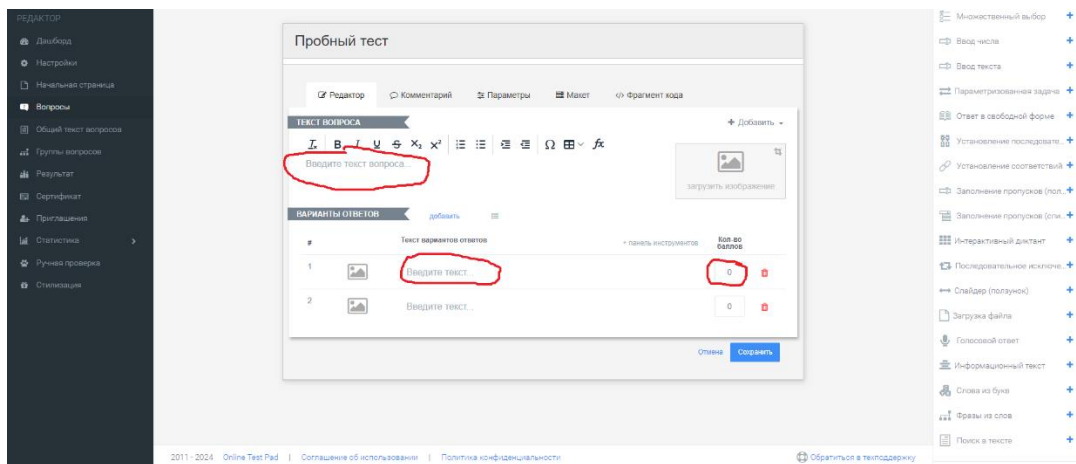 РЕДАКТОР
Дашборд
Настройки
Начальная страница
Вопросы
Общий текст вопросов
Группы вопросов
Результат
Сертификат
Приглашения
Статистика
Ручная проверка
Стилизация
Пробный тест
Редактор
Комментарий
Параметры
Макет
</> Фрагмент кода
ТЕКСТ ВОПРОСА
+ Добавить
Введите текст вопроса...
загрузить изображение
ВАРИАНТЫ ОТВЕТОВ
добавить
# Текст вариантов ответов + панель инструментов Кол-во баллов
1 Введите текст... 0
2 Введите текст... 0
Отмена Сохранить
Множественный выбор +
Ввод числа +
Ввод текста +
Параметризованная задача +
Ответ в свободной форме +
Установление последовате.. +
Установление соответствий +
Заполнение пропусков (пол.. +
Заполнение пропусков (спи.. +
Интерактивный диктант +
Последовательное исключе.. +
Слайдер (ползунок) +
Загрузка файла +
Голосовой ответ +
Информационный текст +
Слова из букв +
Фразы из слов +
Поиск в тексте +
2011 - 2024 Online Test Pad | Соглашение об использовании | Политика конфиденциальности
Обратиться в техподдержку